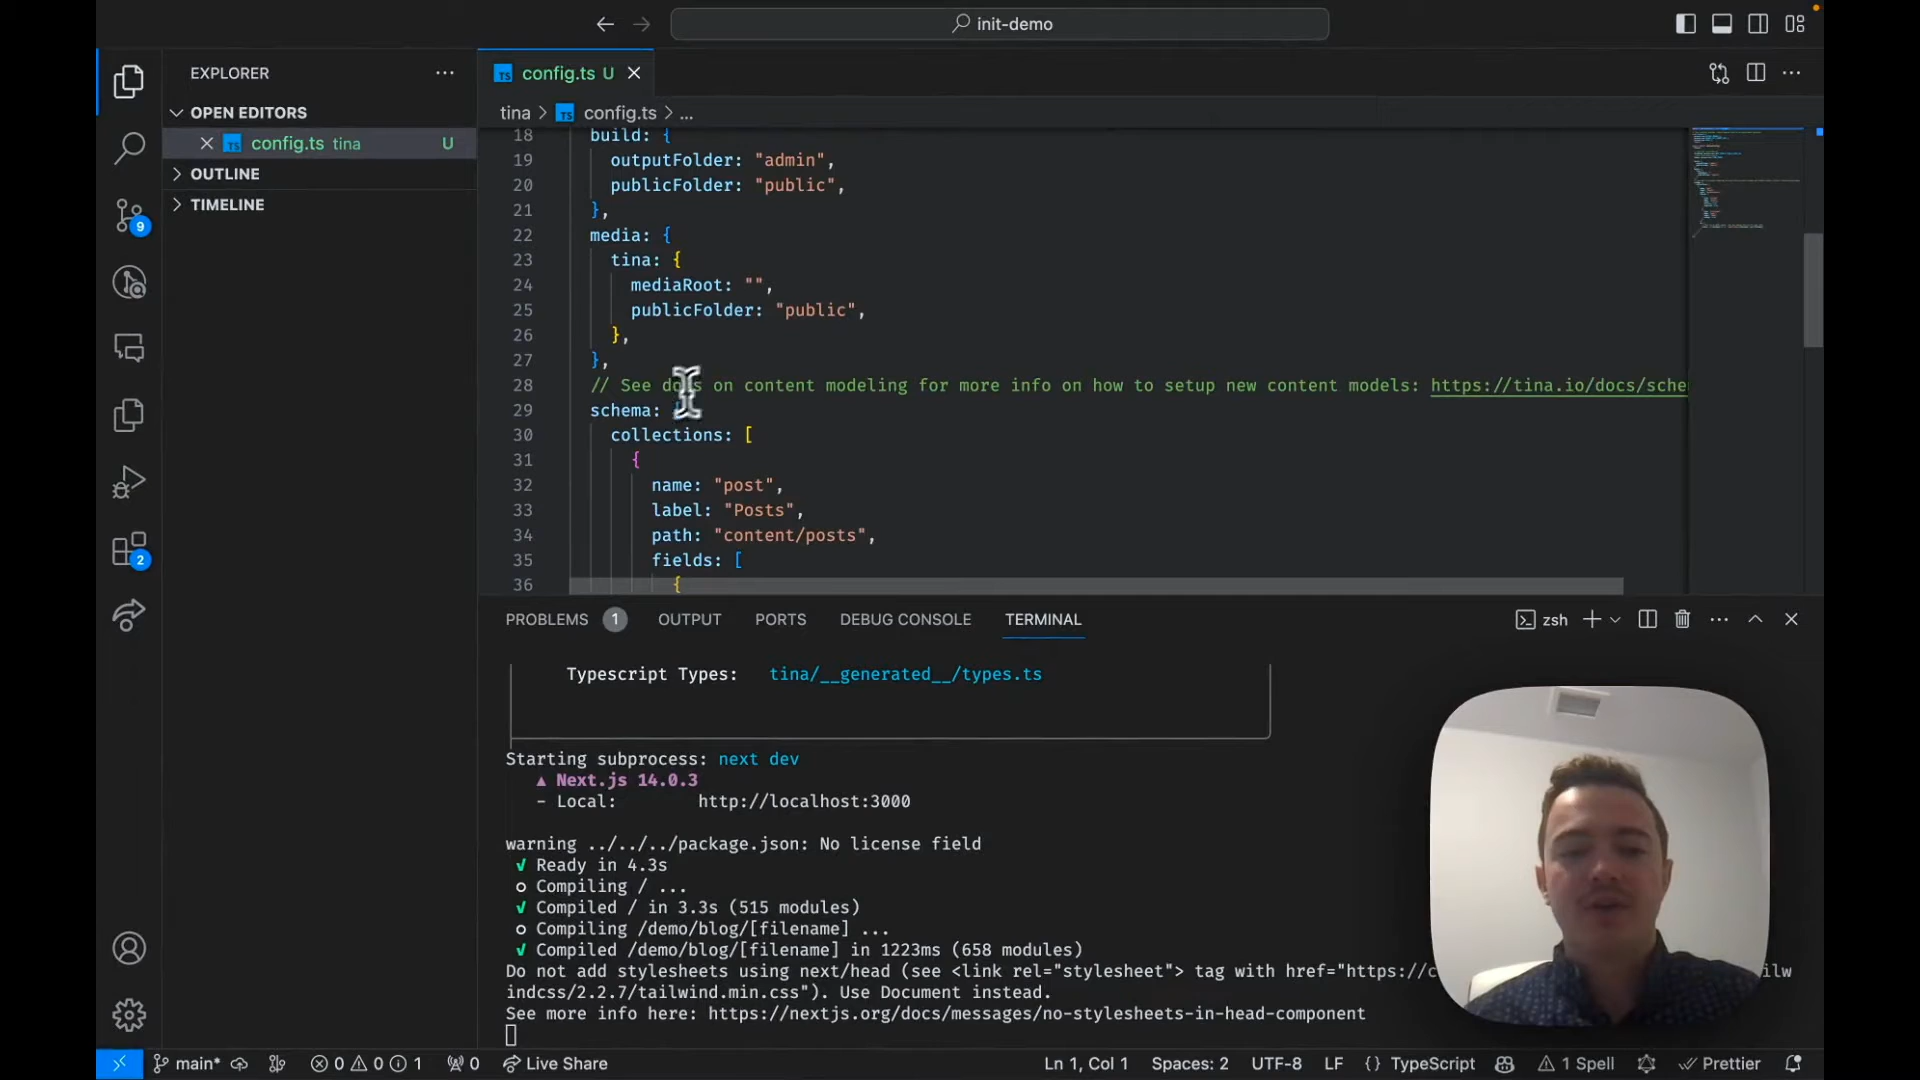 init-demo
EXPLORER
OPEN EDITORS
config.ts tina U
OUTLINE
TIMELINE
9
2
TS config.ts U
tina > TS config.ts > ...
18 build: {
19 outputFolder: "admin",
20 publicFolder: "public",
21 },
22 media: {
23 tina: {
24 mediaRoot: "",
25 publicFolder: "public",
26 },
27 },
28 // See docs on content modeling for more info on how to setup new content models: https://tina.io/docs/sche
29 schema: {
30 collections: [
31 {
32 name: "post",
33 label: "Posts",
34 path: "content/posts",
35 fields: [
36 {
PROBLEMS 1 OUTPUT PORTS DEBUG CONSOLE TERMINAL
zsh
Typescript Types: tina/__generated__/types.ts
Starting subprocess: next dev
▲ Next.js 14.0.3
- Local: http://localhost:3000
warning ../../../package.json: No license field
✓ Ready in 4.3s
○ Compiling / ...
✓ Compiled / in 3.3s (515 modules)
○ Compiling /demo/blog/[filename] ...
✓ Compiled /demo/blog/[filename] in 1223ms (658 modules)
Do not add stylesheets using next/head (see <link rel="stylesheet"> tag with href="https://c ilw
indcss/2.2.7/tailwind.min.css"). Use Document instead.
See more info here: https://nextjs.org/docs/messages/no-stylesheets-in-head-component
main* 0 0 1 0 Live Share Ln 1, Col 1 Spaces: 2 UTF-8 LF {} TypeScript 1 Spell Prettier